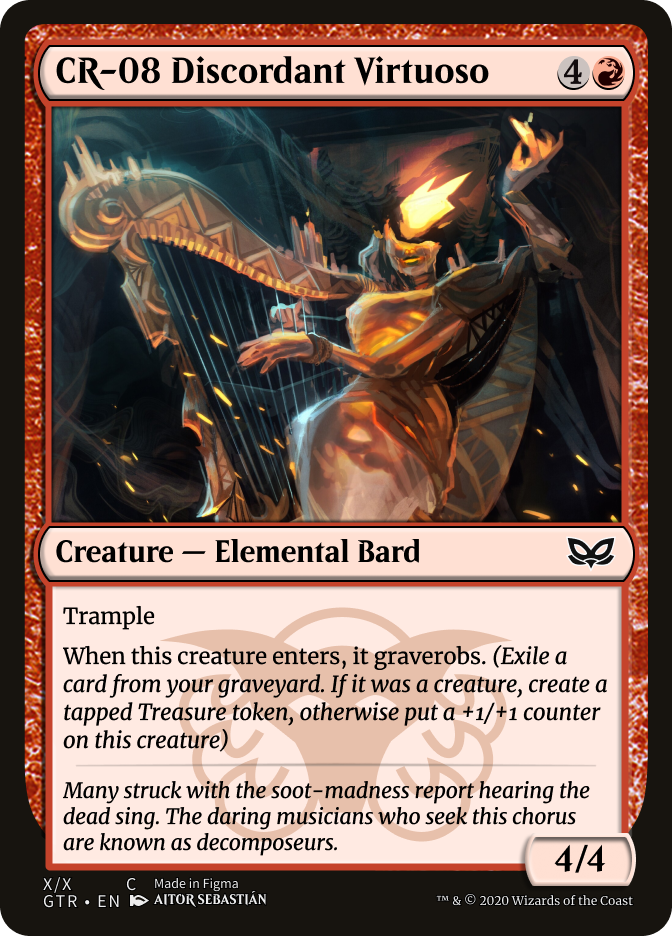 CR-08 Discordant Virtuoso 4
Creature — Elemental Bard
Trample
When this creature enters, it graverobs. (Exile a
card from your graveyard. If it was a creature, create a
tapped Treasure token, otherwise put a +1/+1 counter
on this creature)
Many struck with the soot-madness report hearing the
dead sing. The daring musicians who seek this chorus
are known as decomposeurs.
4/4
X/X C Made in Figma
GTR • EN AITOR SEBASTIÁN
™ & © 2020 Wizards of the Coast